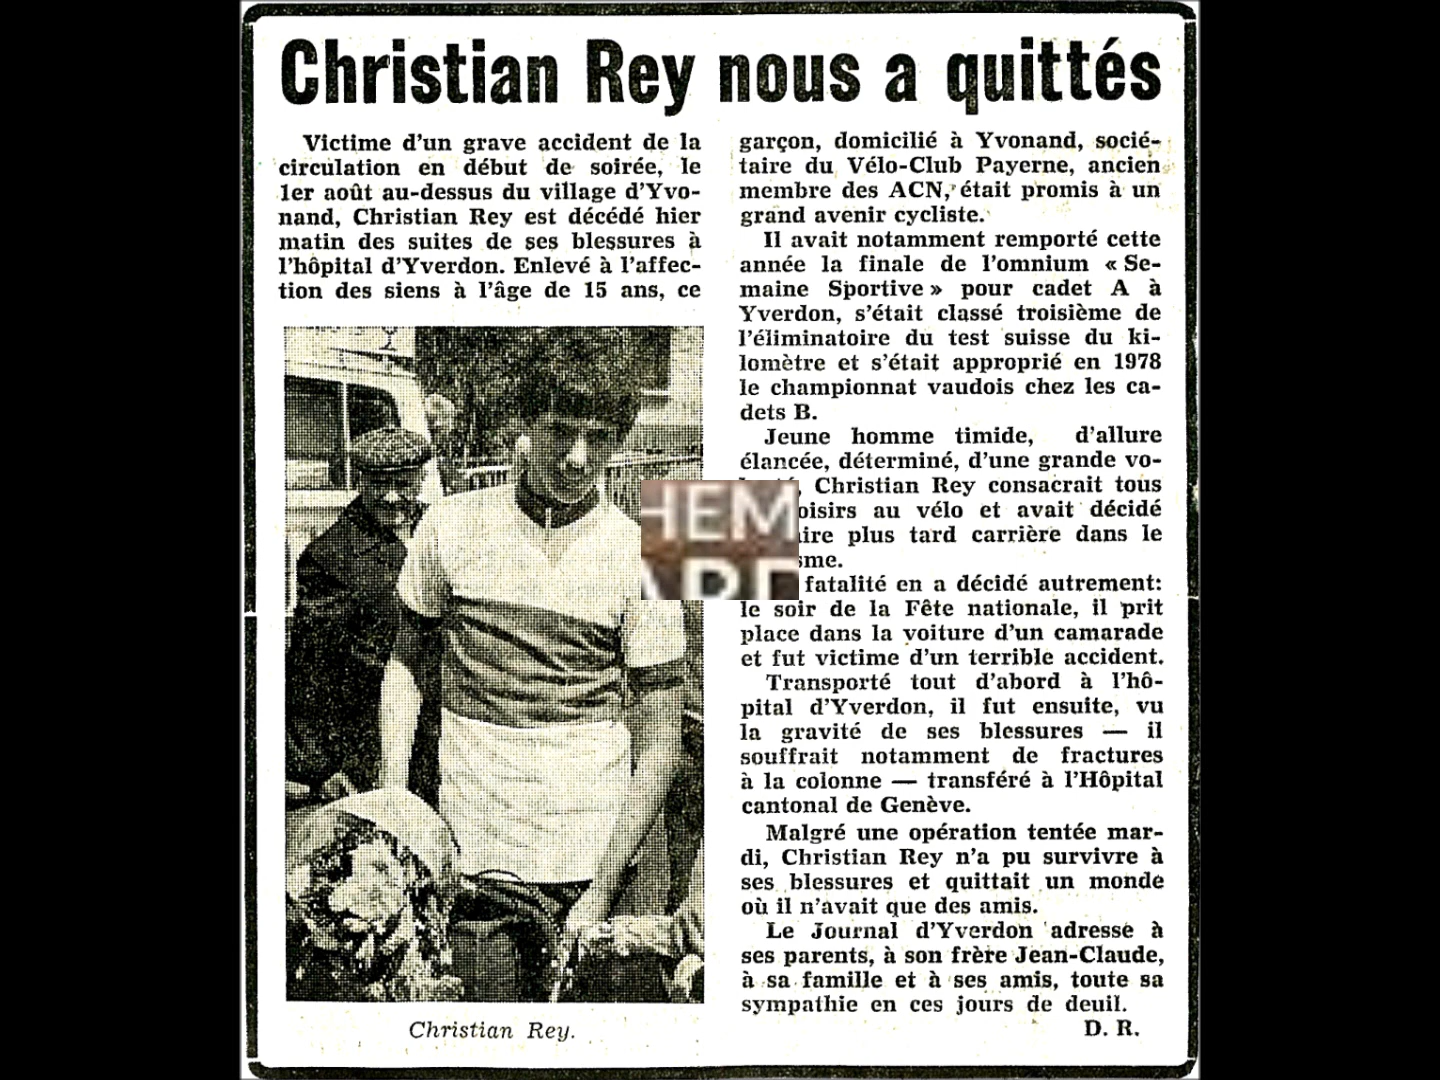 Christian Rey nous a quittés
Victime d'un grave accident de la
circulation en début de soirée, le
1er août au-dessus du village d'Yvo-
nand, Christian Rey est décédé hier
matin des suites de ses blessures à
l'hôpital d'Yverdon. Enlevé à l'affec-
tion des siens à l'âge de 15 ans, ce
Christian Rey.
garçon, domicilié à Yvonand, socié-
taire du Vélo-Club Payerne, ancien
membre des ACN, était promis à un
grand avenir cycliste.
Il avait notamment remporté cette
année la finale de l'omnium « Se-
maine Sportive » pour cadet A à
Yverdon, s'était classé troisième de
l'éliminatoire du test suisse du ki-
lomètre et s'était approprié en 1978
le championnat vaudois chez les ca-
dets B.
Jeune homme timide, d'allure
élancée, déterminé, d'une grande vo-
Christian Rey consacrait tous
oisirs au vélo et avait décidé
aire plus tard carrière dans le
sme.
fatalité en a décidé autrement:
le soir de la Fête nationale, il prit
place dans la voiture d'un camarade
et fut victime d'un terrible accident.
Transporté tout d'abord à l'hô-
pital d'Yverdon, il fut ensuite, vu
la gravité de ses blessures — il
souffrait notamment de fractures
à la colonne — transféré à l'Hôpital
cantonal de Genève.
Malgré une opération tentée mar-
di, Christian Rey n'a pu survivre à
ses blessures et quittait un monde
où il n'avait que des amis.
Le Journal d'Yverdon adresse à
ses parents, à son frère Jean-Claude,
à sa famille et à ses amis, toute sa
sympathie en ces jours de deuil.
D. R.
HEM